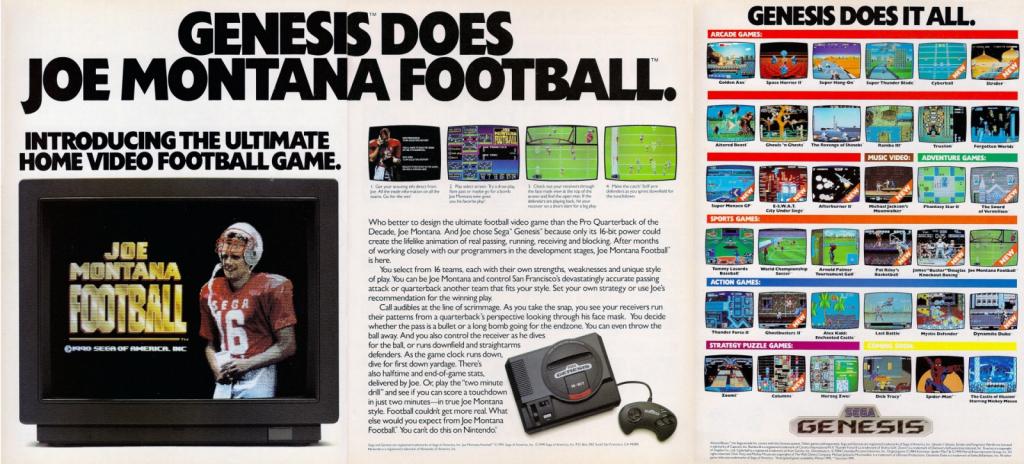 GENESIS™ DOES
JOE MONTANA FOOTBALL.™
INTRODUCING THE ULTIMATE
HOME VIDEO FOOTBALL GAME.
JOE
MONTANA
FOOTBALL
©1990 SEGA OF AMERICA, INC
SEGA
16
Who better to design the ultimate football video game than the Pro Quarterback of the
Decade, Joe Montana. And Joe chose Sega™ Genesis™ because only its 16-bit power could
create the lifelike animation of real passing, running, receiving and blocking. After months
of working closely with our programmers in the development stages, Joe Montana Football™
is here.
You select from 16 teams, each with their own strengths, weaknesses and unique style
of play. You can be Joe Montana and control San Francisco's devastatingly accurate passing
attack or quarterback another team that fits your style. Set your own strategy or use Joe's
recommendation for the winning play.
Call audibles at the line of scrimmage. As you take the snap, you see your receivers run
their patterns from a quarterback's perspective looking through his face mask. You decide
whether the pass is a bullet or a long bomb going for the endzone. You can even throw the
ball away. And you also control the receiver as he dives
for the ball, or runs downfield and straightarms
defenders. As the game clock runs down,
dive for first down yardage. There's
also halftime and end-of-game stats,
delivered by Joe. Or, play the "two minute
drill" and see if you can score a touchdown
in just two minutes—in true Joe Montana
style. Football couldn't get more real. What
else would you expect from Joe Montana
Football. You can't do this on Nintendo.
GENESIS DOES IT ALL.
ARCADE GAMES:
Golden Axe
Space Harrier II
Super Hang-On
Super Thunder Blade
Cyberball
Strider
Altered Beast
Ghouls 'n Ghosts
The Revenge of Shinobi
Rambo III
Truxton
Forgotten Worlds
MUSIC VIDEO:
ADVENTURE GAMES:
Super Monaco GP
E-S.W.A.T.
City Under Siege
Afterburner II
Michael Jackson's
Moonwalker
Phantasy Star II
The Sword
of Vermilion
SPORTS GAMES:
Tommy Lasorda
Baseball
World Championship
Soccer
Arnold Palmer
Tournament Golf
Pat Riley's
Basketball
James "Buster" Douglas
Knockout Boxing
Joe Montana Football
ACTION GAMES:
Thunder Force II
Ghostbusters II
Alex Kidd:
Enchanted Castle
Last Battle
Mystic Defender
Dynamite Duke
STRATEGY PUZZLE GAMES:
COMING SOON:
Zoom!
Columns
Herzog Zwei
Dick Tracy
Spider-Man
The Castle of Illusion
Starring Mickey Mouse
SEGA
GENESIS